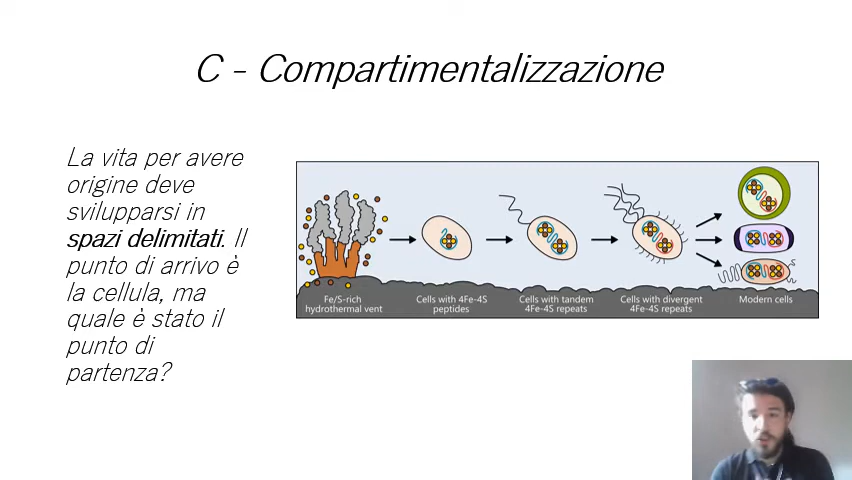 C - Compartimentalizzazione
La vita per avere
origine deve
svilupparsi in
spazi delimitati. Il
punto di arrivo è
la cellula, ma
quale è stato il
punto di
partenza?
Fe/S-rich
hydrothermal vent
Cells with 4Fe-4S
peptides
Cells with tandem
4Fe-4S repeats
Cells with divergent
4Fe-4S repeats
Modern cells